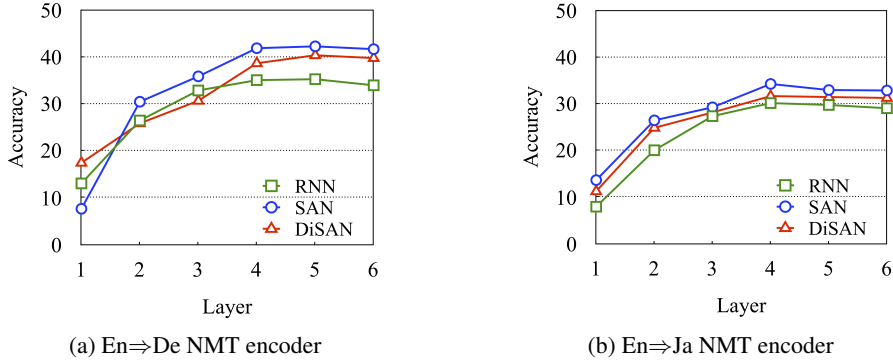 50
40
30
20
10
0
Accuracy
RNN
SAN
DiSAN
1 2 3 4 5 6
Layer
(a) En⇒De NMT encoder
50
40
30
20
10
0
Accuracy
RNN
SAN
DiSAN
1 2 3 4 5 6
Layer
(b) En⇒Ja NMT encoder